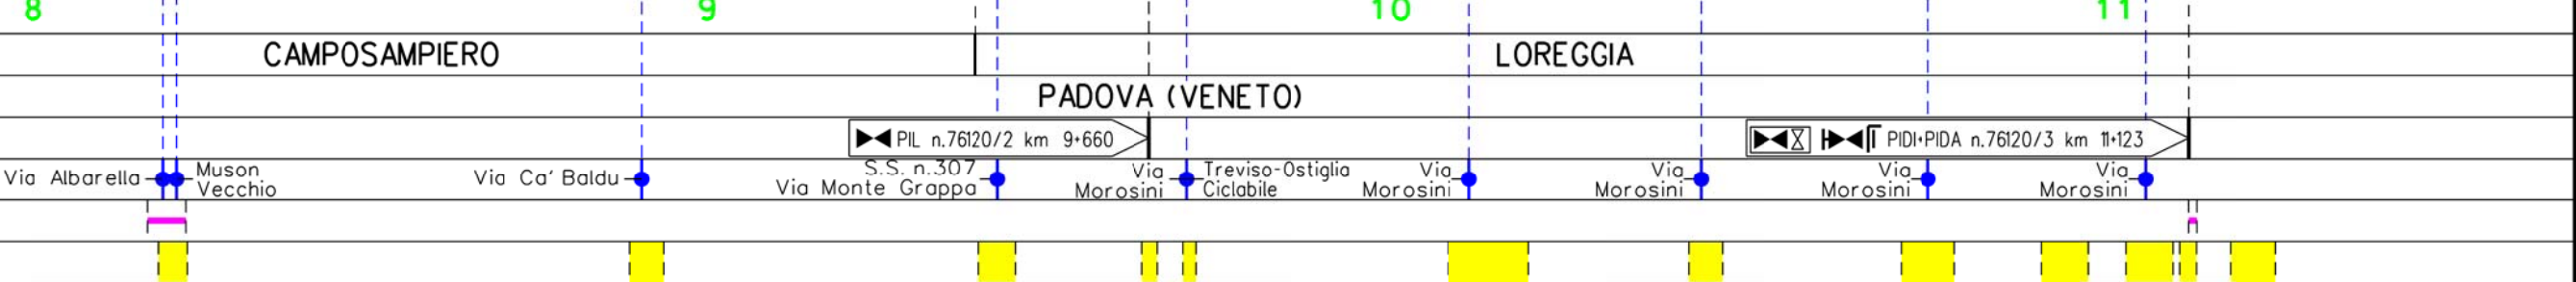 8 9 10 11
CAMPOSAMPIERO LOREGGIA
PADOVA (VENETO)
PIL n.76120/2 km 9+660 PIDI+PIDA n.76120/3 km 11+123
Via Albarella
Muson
Vecchio
Via Ca' Baldu
S.S. n.307
Via Monte Grappa
Via
Morosini
Treviso-Ostiglia
Ciclabile
Via
Morosini
Via
Morosini
Via
Morosini
Via
Morosini